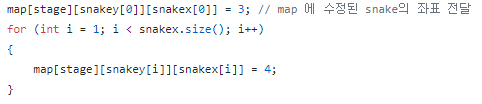 map[stage][snakey[0]][snakex[0]] = 3; // map 에 수정된 snake의 좌표 전달
for (int i = 1; i < snakex.size(); i++)
{
    map[stage][snakey[i]][snakex[i]] = 4;
}